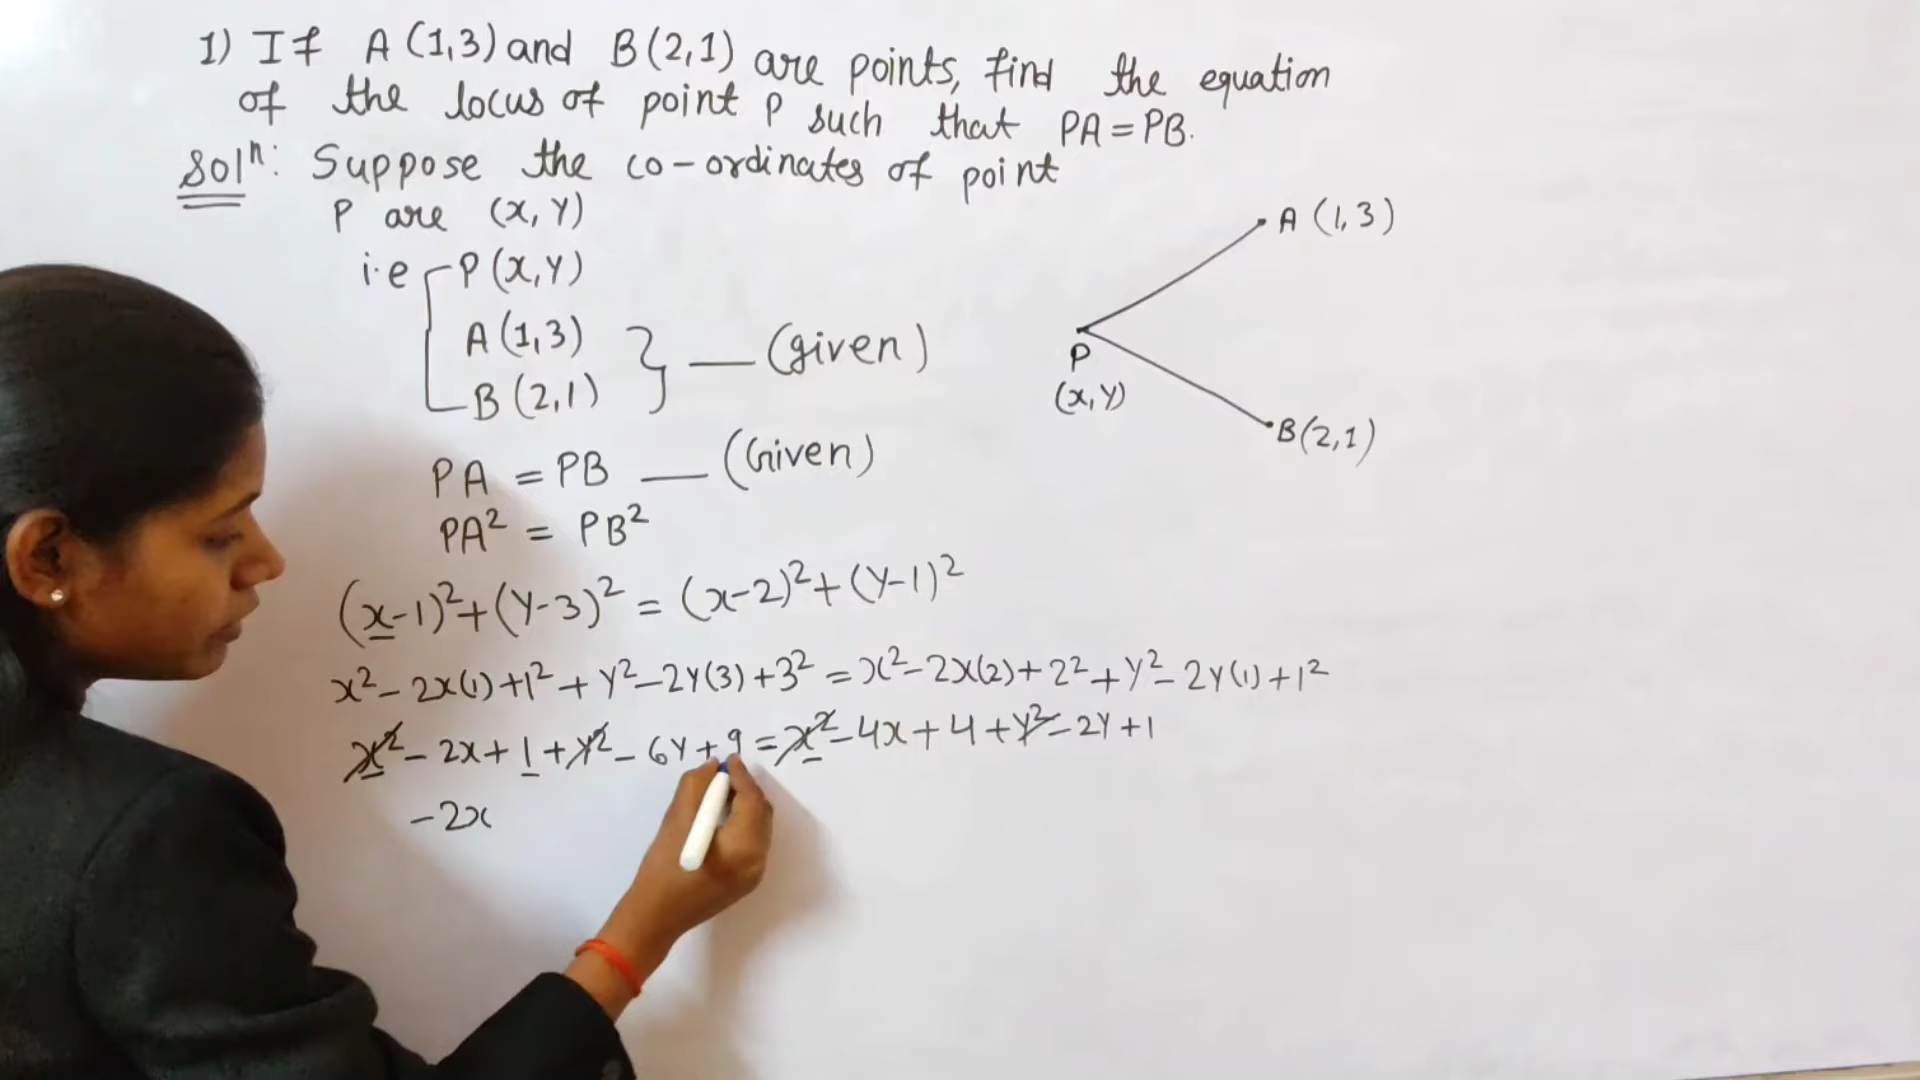 1) If A (1,3) and B (2,1) are points, find the equation
of the locus of point P such that PA = PB.
Solⁿ: Suppose the co-ordinates of point
P are (x, y)
i.e P (x, y)
A (1,3)
B (2,1) } — (given)
PA = PB — (Given)
PA² = PB²
(x-1)² + (y-3)² = (x-2)² + (y-1)²
x² - 2x(1) + 1² + y² - 2y(3) + 3² = x² - 2x(2) + 2² + y² - 2y(1) + 1²
x² - 2x + 1 + y² - 6y + 9 = x² - 4x + 4 + y² - 2y + 1
-2x
A (1,3)
P
(x, y)
B (2,1)